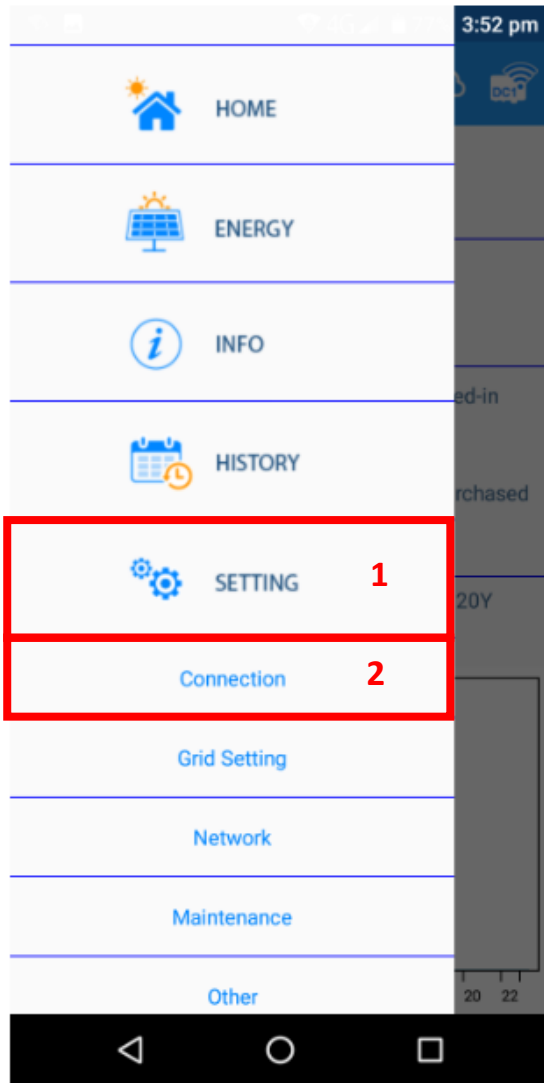 3:52 pm
DC1
HOME
ENERGY
INFO
ed-in
HISTORY
rchased
SETTING 1
20Y
Connection 2
Grid Setting
Network
Maintenance
Other
20 22